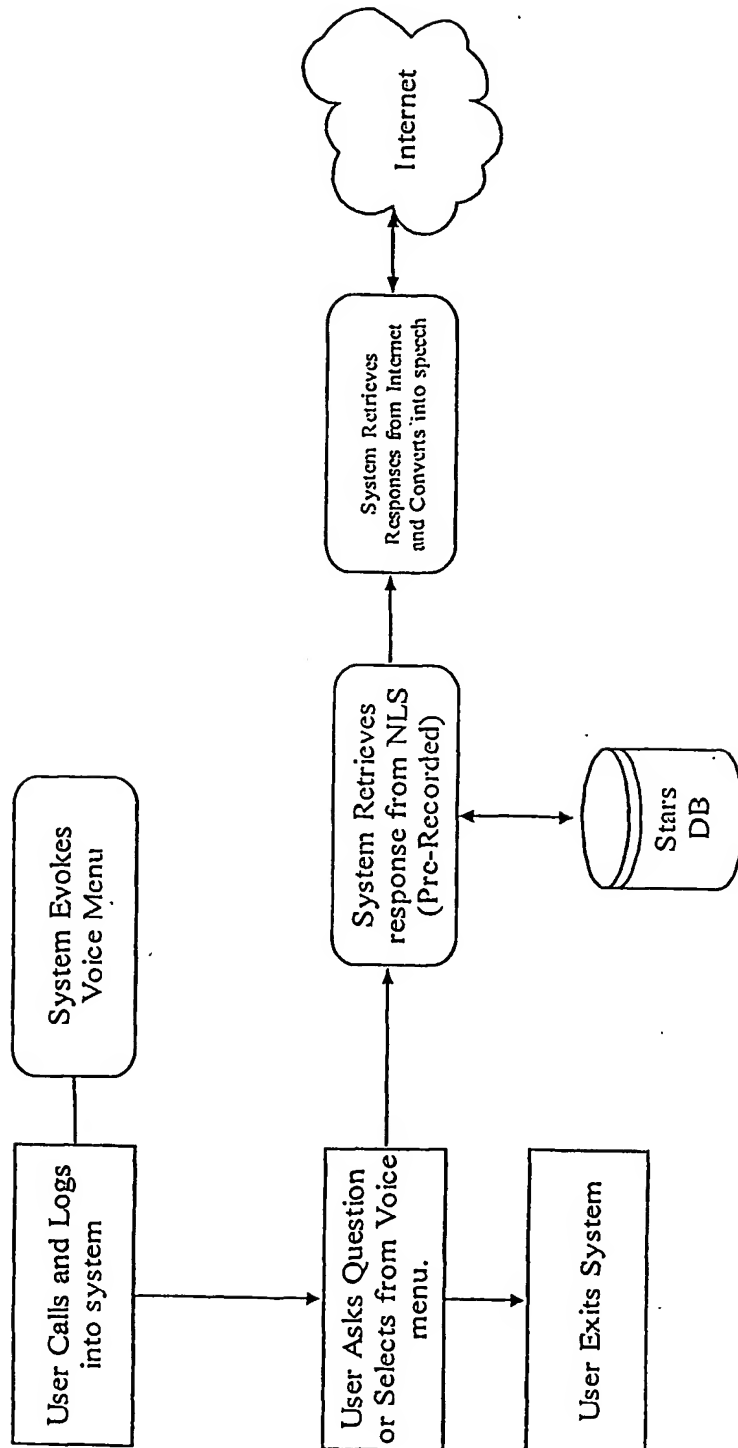 User Calls and Logs
into system
System Evokes
Voice Menu
User Asks Question
or Selects from Voice
menu.
System Retrieves
response from NLS
(Pre-Recorded)
System Retrieves
Responses from Internet
and Converts into speech
Internet
Stars
DB
User Exits System